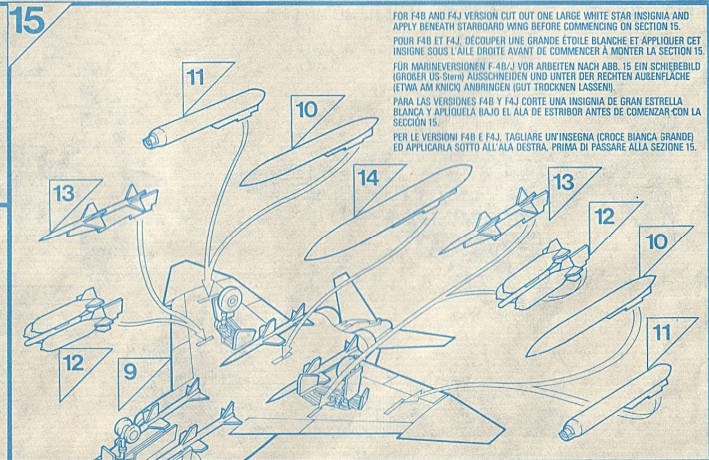 15
FOR F4B AND F4J VERSION CUT OUT ONE LARGE WHITE STAR INSIGNIA AND
APPLY BENEATH STARBOARD WING BEFORE COMMENCING ON SECTION 15.
POUR F4B ET F4J, DÉCOUPER UNE GRANDE ÉTOILE BLANCHE ET APPLIQUER CET
INSIGNE SOUS L'AILE DROITE AVANT DE COMMENCER À MONTER LA SECTION 15.
FÜR MARINEVERSIONEN F-4B/J VOR ARBEITEN NACH ABB. 15 EIN SCHIEBEBILD
(GROßER US-Stern) AUSSCHNEIDEN UND UNTER DER RECHTEN AUßENFLÄCHE
(ETWA AM KNICK) ANBRINGEN (GUT TROCKNEN LASSEN!).
PARA LAS VERSIONES F4B Y F4J CORTE UNA INSIGNIA DE GRAN ESTRELLA
BLANCA Y APLIQUELA BAJO EL ALA DE ESTRIBOR ANTES DE COMENZAR CON LA
SECCIÓN 15.
PER LE VERSIONI F4B E F4J, TAGLIARE UN'INSEGNA (CROCE BIANCA GRANDE)
ED APPLICARLA SOTTO ALL'ALA DESTRA, PRIMA DI PASSARE ALLA SEZIONE 15.
11
10
13
14
13
12
10
12
9
11